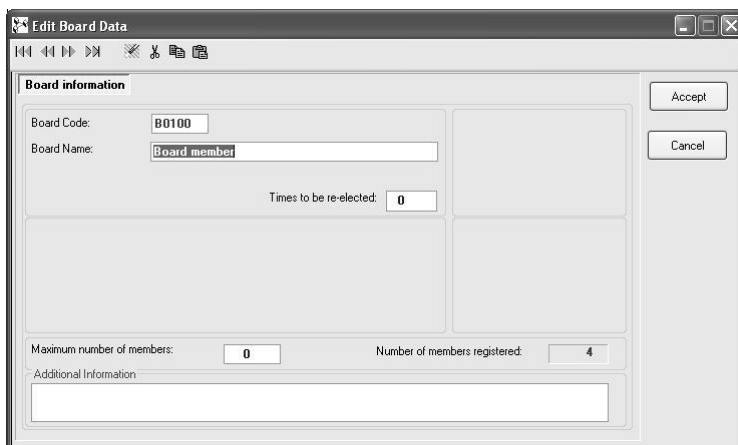 Edit Board Data
Board information
Board Code: B0100
Board Name: Board member
Times to be re-elected: 0
Maximum number of members: 0 Number of members registered: 4
Additional Information
Accept
Cancel